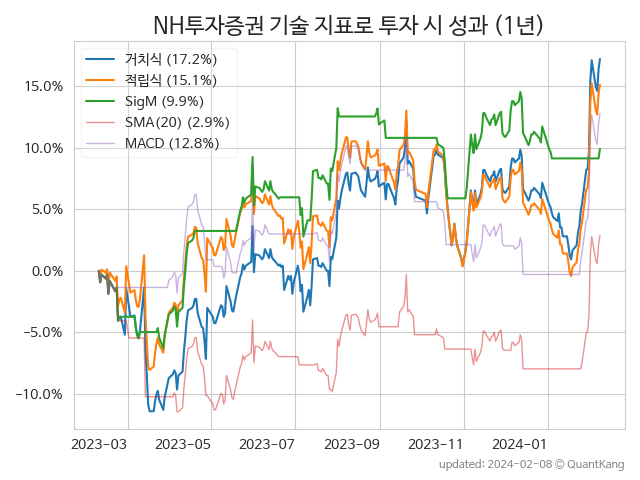 NH투자증권 기술 지표로 투자 시 성과 (1년)
거치식 (17.2%)
적립식 (15.1%)
SigM (9.9%)
SMA(20) (2.9%)
MACD (12.8%)
15.0%
10.0%
5.0%
0.0%
−5.0%
−10.0%
2023-03 2023-05 2023-07 2023-09 2023-11 2024-01
updated: 2024-02-08 © QuantKang